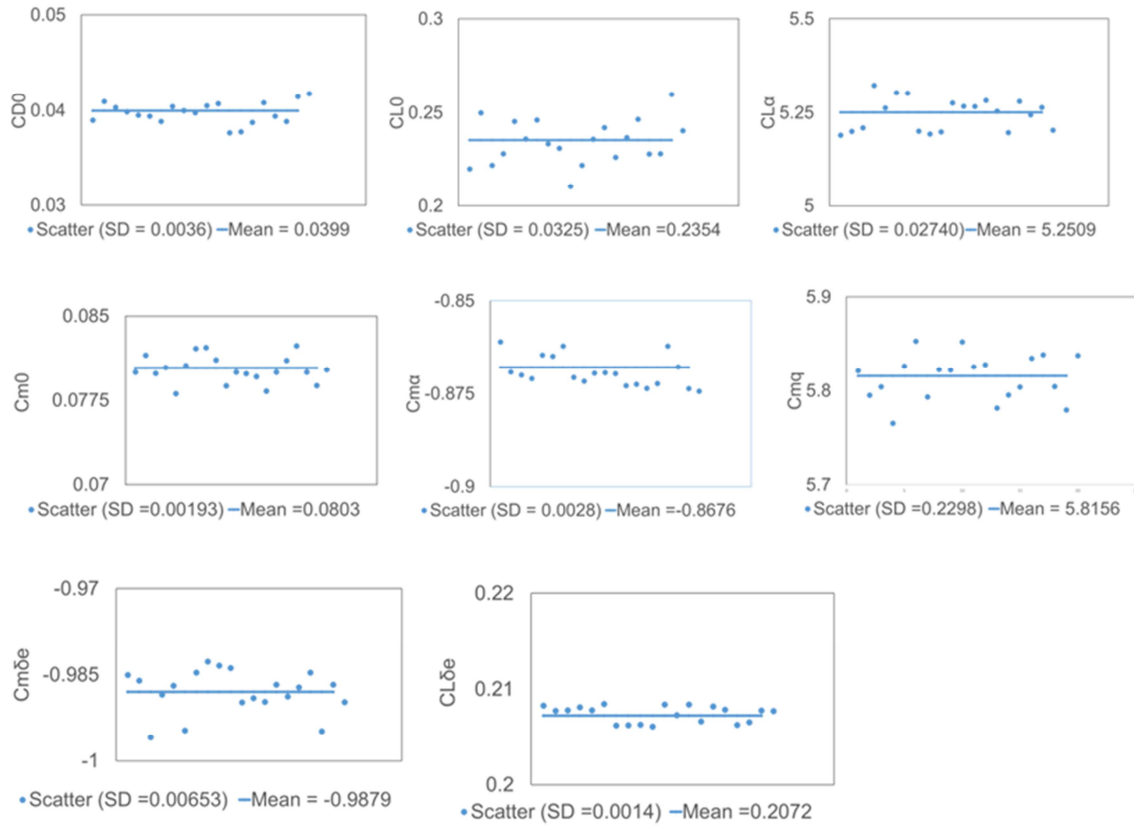 0.05
CD0
0.04
0.03
Scatter (SD = 0.0036) Mean = 0.0399
0.3
CL0
0.25
0.2
Scatter (SD = 0.0325) Mean =0.2354
5.5
CLα
5.25
5
Scatter (SD = 0.02740) Mean = 5.2509
0.085
Cm0
0.0775
0.07
Scatter (SD =0.00193) Mean =0.0803
-0.85
Cmα
-0.875
-0.9
Scatter (SD = 0.0028) Mean =-0.8676
5.9
Cmq
5.8
5.7
Scatter (SD =0.2298) Mean = 5.8156
-0.97
Cmδe
-0.985
-1
Scatter (SD =0.00653) Mean = -0.9879
0.22
CLδe
0.21
0.2
Scatter (SD =0.0014) Mean =0.2072